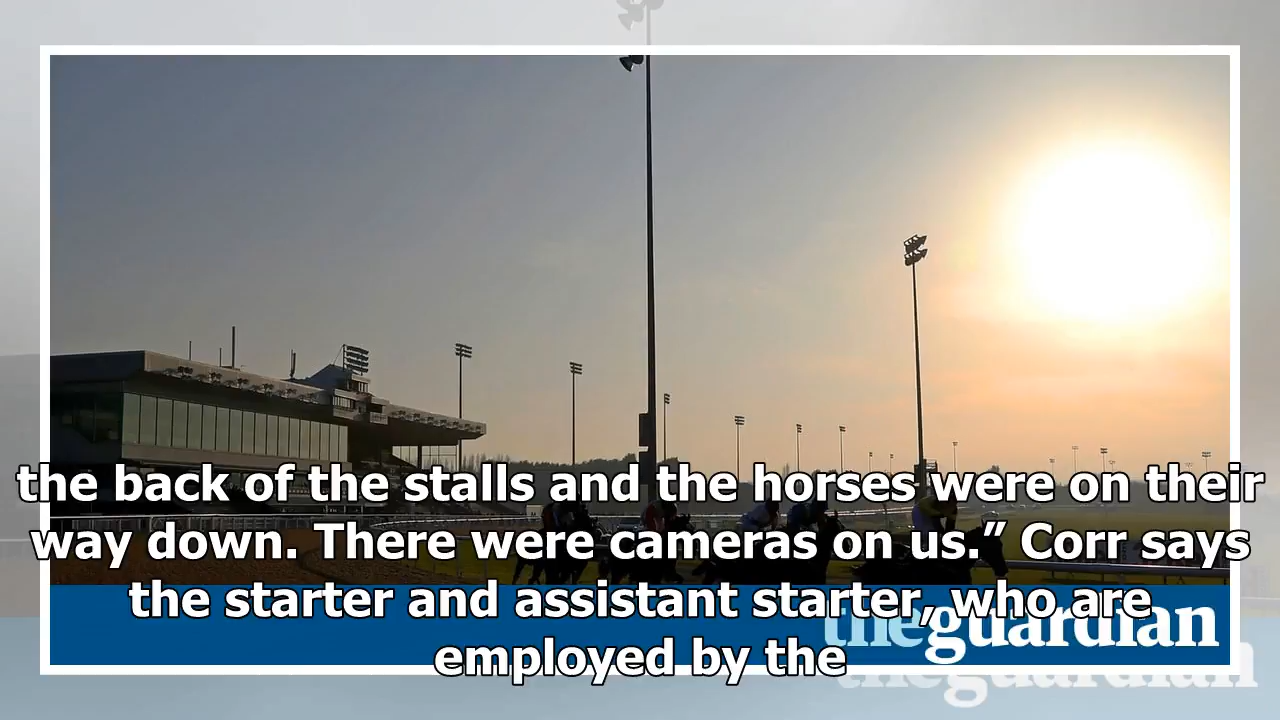 the back of the stalls and the horses were on their
way down. There were cameras on us.” Corr says
the starter and assistant starter, who are
employed by the
theguardian
theguardian